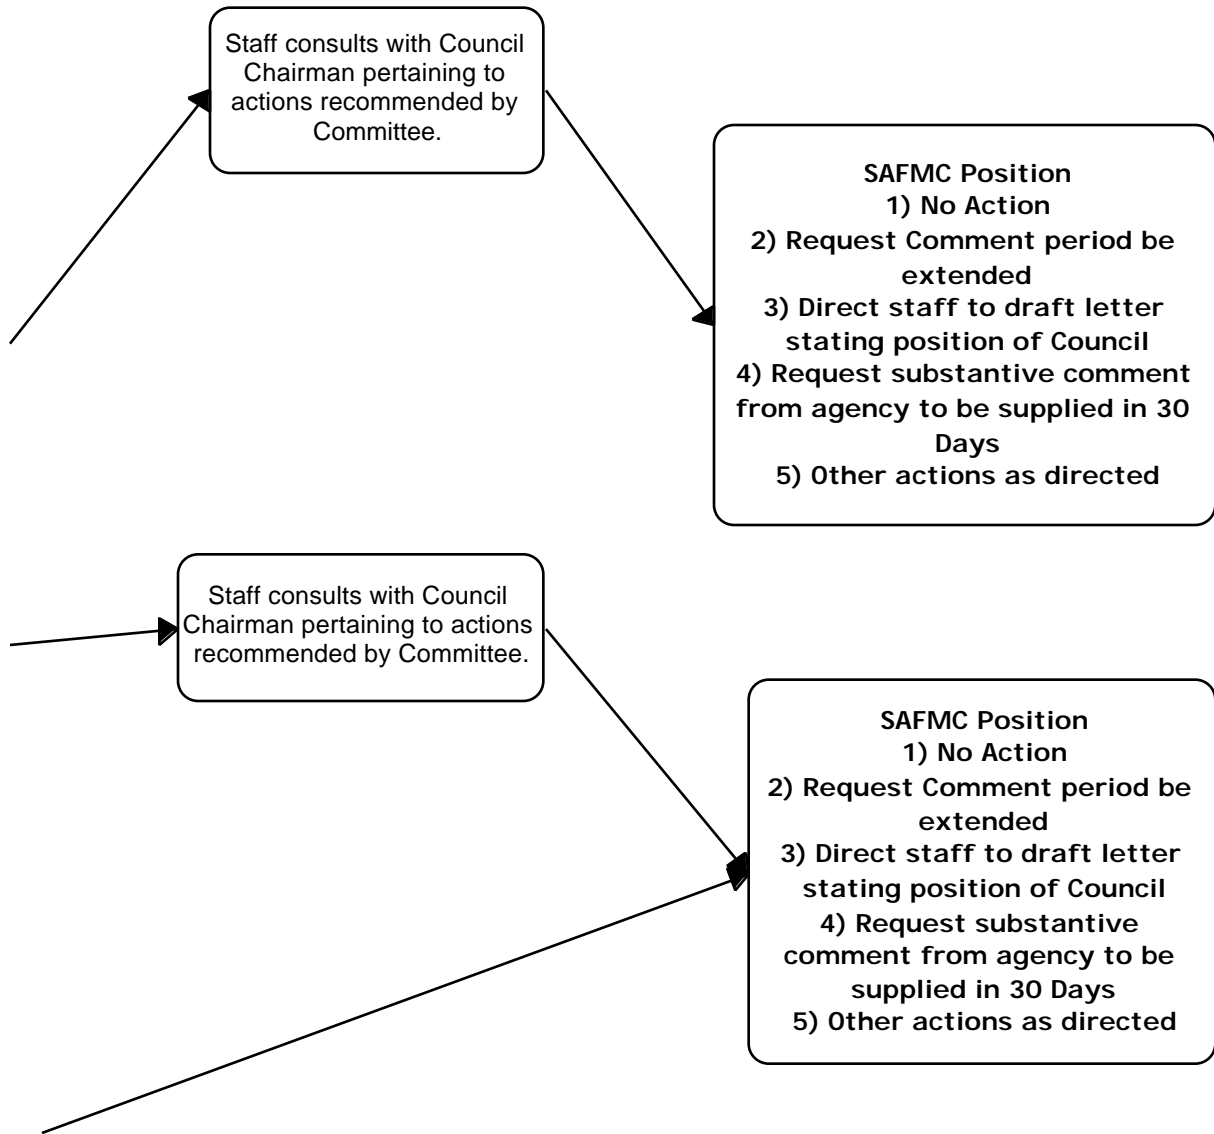 Staff consults with Council
Chairman pertaining to
actions recommended by
Committee.
SAFMC Position
1) No Action
2) Request Comment period be
extended
3) Direct staff to draft letter
stating position of Council
4) Request substantive comment
from agency to be supplied in 30
Days
5) Other actions as directed
Staff consults with Council
Chairman pertaining to actions
recommended by Committee.
SAFMC Position
1) No Action
2) Request Comment period be
extended
3) Direct staff to draft letter
stating position of Council
4) Request substantive
comment from agency to be
supplied in 30 Days
5) Other actions as directed